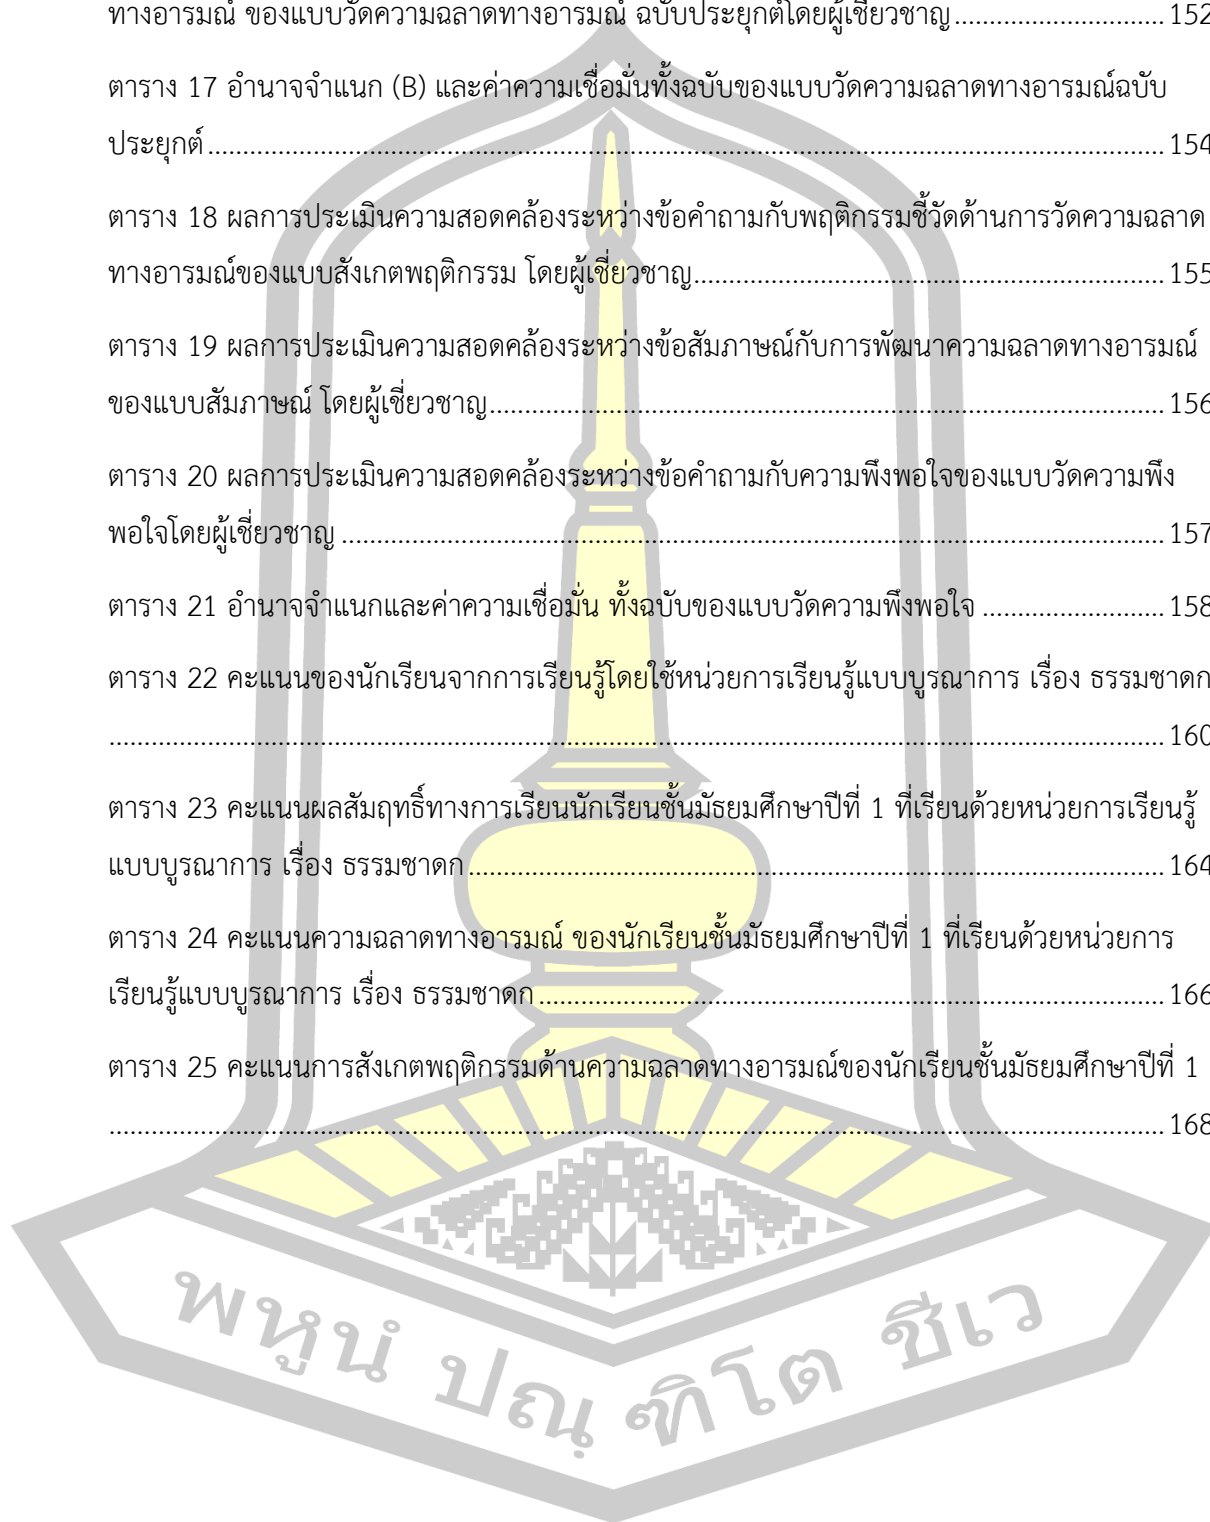 ทางอารมณ์ ของแบบวัดความฉลาดทางอารมณ์ ฉบับประยุกต์โดยผู้เชี่ยวชาญ.............................. 152
ตาราง 17 อำนาจจำแนก (B) และค่าความเชื่อมั่นทั้งฉบับของแบบวัดความฉลาดทางอารมณ์ฉบับ
ประยุกต์.............................. 154
ตาราง 18 ผลการประเมินความสอดคล้องระหว่างข้อคำถามกับพฤติกรรมชี้วัดด้านการวัดความฉลาด
ทางอารมณ์ของแบบสังเกตพฤติกรรม โดยผู้เชี่ยวชาญ.............................. 155
ตาราง 19 ผลการประเมินความสอดคล้องระหว่างข้อสัมภาษณ์กับการพัฒนาความฉลาดทางอารมณ์
ของแบบสัมภาษณ์ โดยผู้เชี่ยวชาญ.............................. 156
ตาราง 20 ผลการประเมินความสอดคล้องระหว่างข้อคำถามกับความพึงพอใจของแบบวัดความพึง
พอใจโดยผู้เชี่ยวชาญ .............................. 157
ตาราง 21 อำนาจจำแนกและค่าความเชื่อมั่น ทั้งฉบับของแบบวัดความพึงพอใจ .......................... 158
ตาราง 22 คะแนนของนักเรียนจากการเรียนรู้โดยใช้หน่วยการเรียนรู้แบบบูรณาการ เรื่อง ธรรมชาดก
.............................. 160
ตาราง 23 คะแนนผลสัมฤทธิ์ทางการเรียนนักเรียนชั้นมัธยมศึกษาปีที่ 1 ที่เรียนด้วยหน่วยการเรียนรู้
แบบบูรณาการ เรื่อง ธรรมชาดก.............................. 164
ตาราง 24 คะแนนความฉลาดทางอารมณ์ ของนักเรียนชั้นมัธยมศึกษาปีที่ 1 ที่เรียนด้วยหน่วยการ
เรียนรู้แบบบูรณาการ เรื่อง ธรรมชาดก.............................. 166
ตาราง 25 คะแนนการสังเกตพฤติกรรมด้านความฉลาดทางอารมณ์ของนักเรียนชั้นมัธยมศึกษาปีที่ 1
.............................. 168
พหูนํ ปณฺ ฑิโต ชีเว